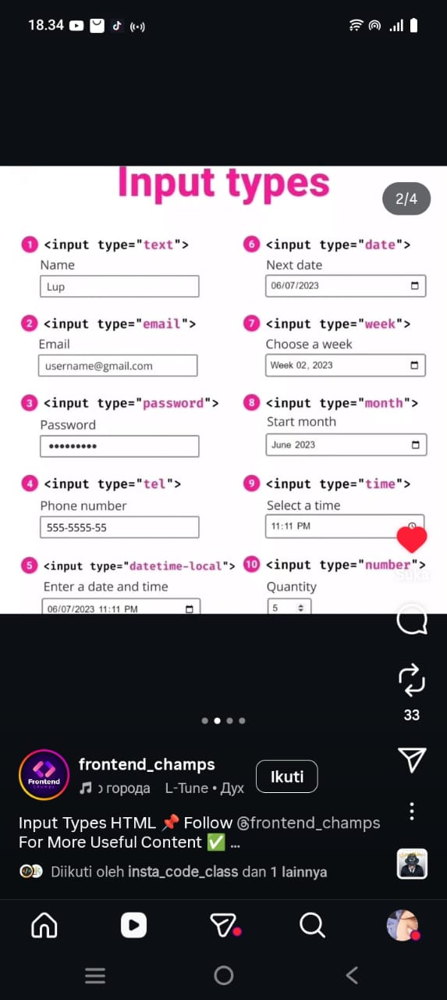 18.34
Input types
2/4
1 <input type="text">
Name
Lup
2 <input type="email">
Email
username@gmail.com
3 <input type="password">
Password
•••••••••
4 <input type="tel">
Phone number
555-5555-55
5 <input type="datetime-local">
Enter a date and time
06/07/2023 11:11 PM
6 <input type="date">
Next date
06/07/2023
7 <input type="week">
Choose a week
Week 02, 2023
8 <input type="month">
Start month
June 2023
9 <input type="time">
Select a time
11:11 PM
10 <input type="number">
Quantity
5
Suka
33
Frontend
Champs
frontend_champs
города L-Tune • Дух
Ikuti
Input Types HTML 📌 Follow @frontend_champs
For More Useful Content ✅ ...
Diikuti oleh insta_code_class dan 1 lainnya